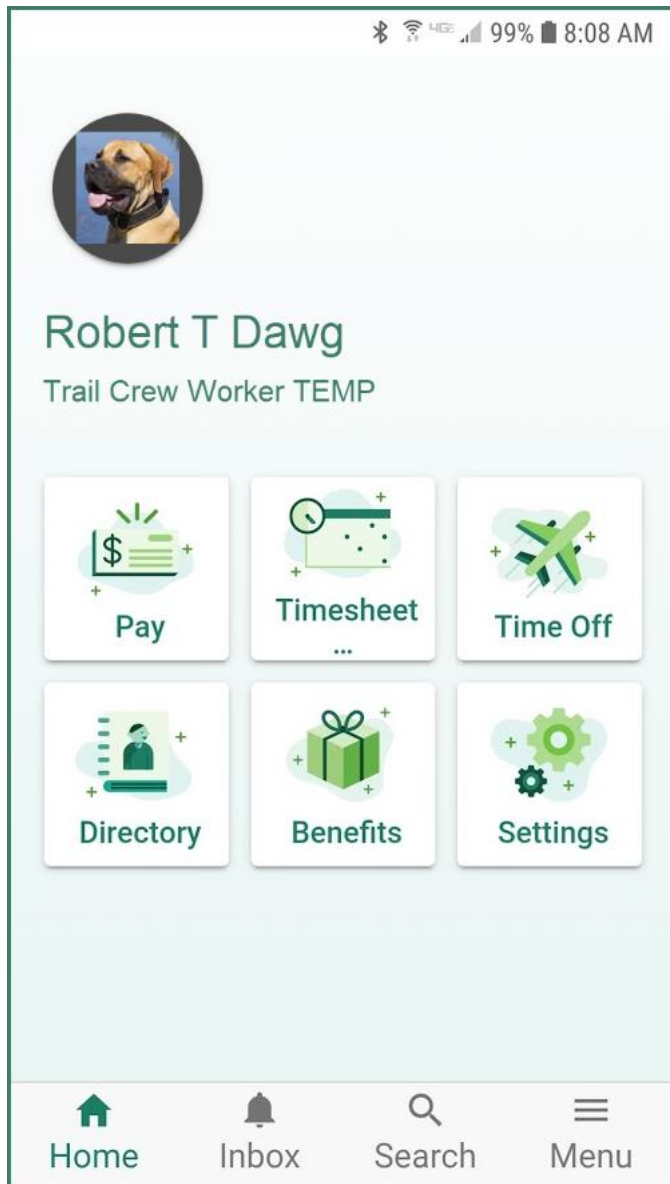 4GE 99% 8:08 AM
Robert T Dawg
Trail Crew Worker TEMP
$
Pay
Timesheet
...
Time Off
Directory
Benefits
Settings
Home Inbox Search Menu